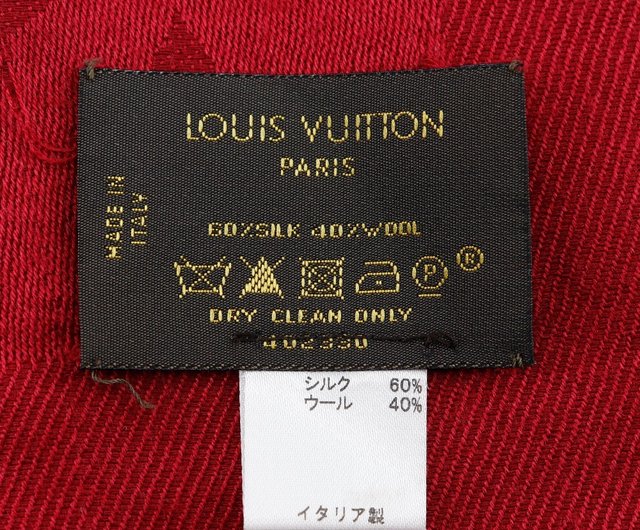 LOUIS VUITTON
PARIS
MADE IN
ITALY
60%SILK 40%WOOL
P
R
DRY CLEAN ONLY
402330
シルク 60%
ウール 40%
イタリア製